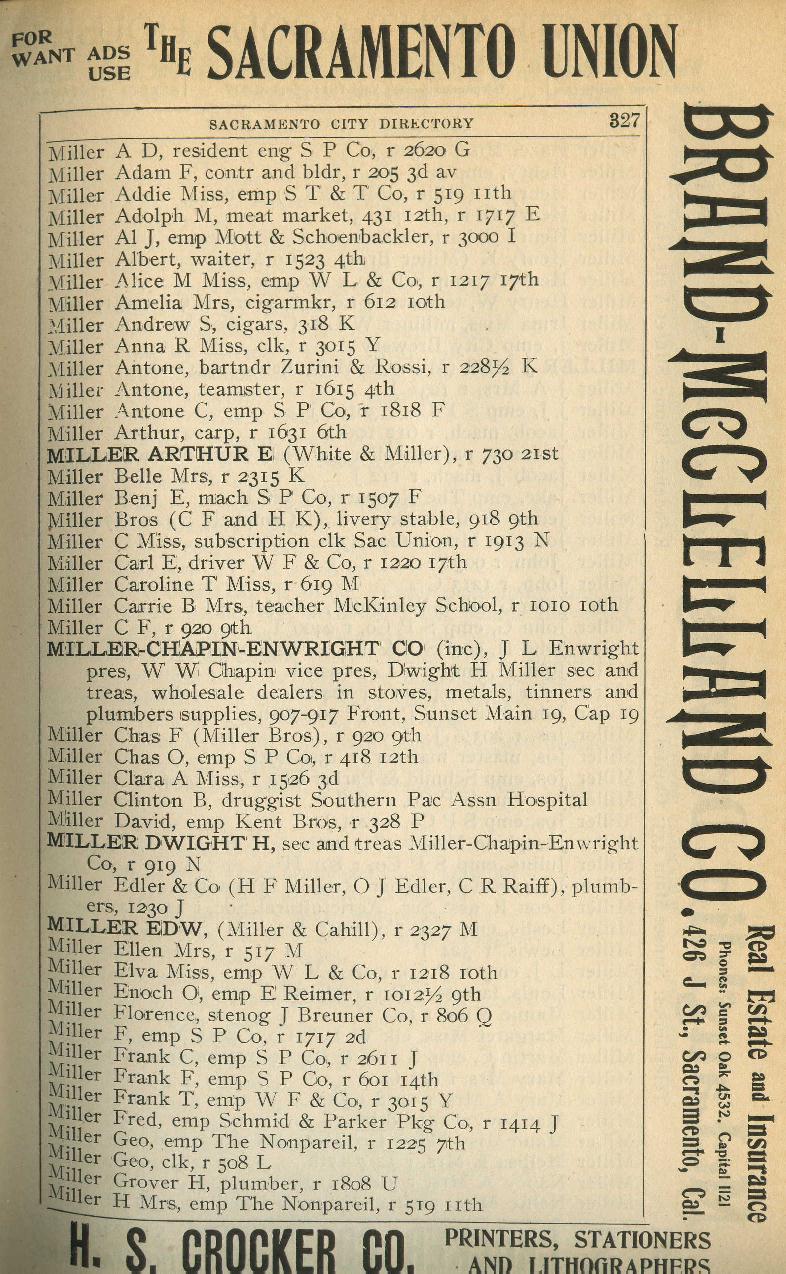 FOR
WANT ADS
USE
THE SACRAMENTO UNION
SACRAMENTO CITY DIRECTORY 327
Miller A D, resident eng S P Co, r 2620 G
Miller Adam F, contr and bldr, r 205 3d av
Miller Addie Miss, emp S T & T Co, r 519 11th
Miller Adolph M, meat market, 431 12th, r 1717 E
Miller Al J, emp Mott & Schoenbackler, r 3000 I
Miller Albert, waiter, r 1523 4th
Miller Alice M Miss, emp W L & Co, r 1217 17th
Miller Amelia Mrs, cigarmkr, r 612 10th
Miller Andrew S, cigars, 318 K
Miller Anna R Miss, clk, r 3015 Y
Miller Antone, bartndr Zurini & Rossi, r 228½ K
Miller Antone, teamster, r 1615 4th
Miller Antone C, emp S P Co, r 1818 F
Miller Arthur, carp, r 1631 6th
MILLER ARTHUR E (White & Miller), r 730 21st
Miller Belle Mrs, r 2315 K
Miller Benj E, mach S P Co, r 1507 F
Miller Bros (C F and H K), livery stable, 918 9th
Miller C Miss, subscription clk Sac Union, r 1913 N
Miller Carl E, driver W F & Co, r 1220 17th
Miller Caroline T Miss, r 619 M
Miller Carrie B Mrs, teacher McKinley School, r 1010 10th
Miller C F, r 920 9th
MILLER-CHAPIN-ENWRIGHT CO (inc), J L Enwright
pres, W W Chapin vice pres, Dwight H Miller sec and
treas, wholesale dealers in stoves, metals, tinners and
plumbers supplies, 907-917 Front, Sunset Main 19, Cap 19
Miller Chas F (Miller Bros), r 920 9th
Miller Chas O, emp S P Co, r 418 12th
Miller Clara A Miss, r 1526 3d
Miller Clinton B, druggist Southern Pac Assn Hospital
Miller David, emp Kent Bros, r 328 P
MILLER DWIGHT H, sec and treas Miller-Chapin-Enwright
Co, r 919 N
Miller Edler & Co (H F Miller, O J Edler, C R Raiff), plumb-
ers, 1230 J
MILLER EDW, (Miller & Cahill), r 2327 M
Miller Ellen Mrs, r 517 M
Miller Elva Miss, emp W L & Co, r 1218 10th
Miller Enoch O, emp E Reimer, r 1012½ 9th
Miller Florence, stenog J Breuner Co, r 806 Q
Miller F, emp S P Co, r 1717 2d
Miller Frank C, emp S P Co, r 2611 J
Miller Frank F, emp S P Co, r 601 14th
Miller Frank T, emp W F & Co, r 3015 Y
Miller Fred, emp Schmid & Parker Pkg Co, r 1414 J
Miller Geo, emp The Nonpareil, r 1225 7th
Miller Geo, clk, r 508 L
Miller Grover H, plumber, r 1808 U
Miller H Mrs, emp The Nonpareil, r 519 11th
BRAND-McCLELLAND CO.
Real Estate and Insurance
Phones: Sunset Oak 4532, Capital 1121
426 J St., Sacramento, Cal.
H. S. CROCKER CO.
PRINTERS, STATIONERS
AND LITHOGRAPHERS